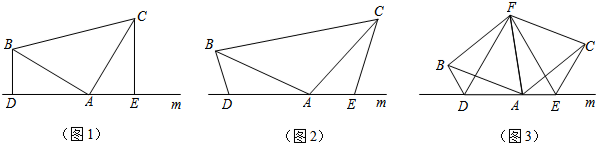 B C D A E m
B C D A E m
F B C D A E m
(图1) (图2) (图3)